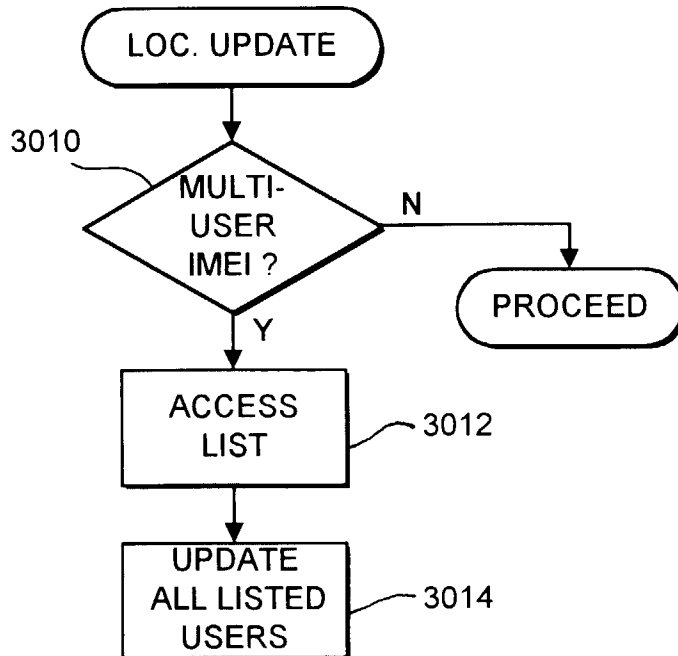 LOC. UPDATE
3010
MULTI-
USER
IMEI ?
N
PROCEED
Y
ACCESS
LIST
3012
UPDATE
ALL LISTED
USERS
3014